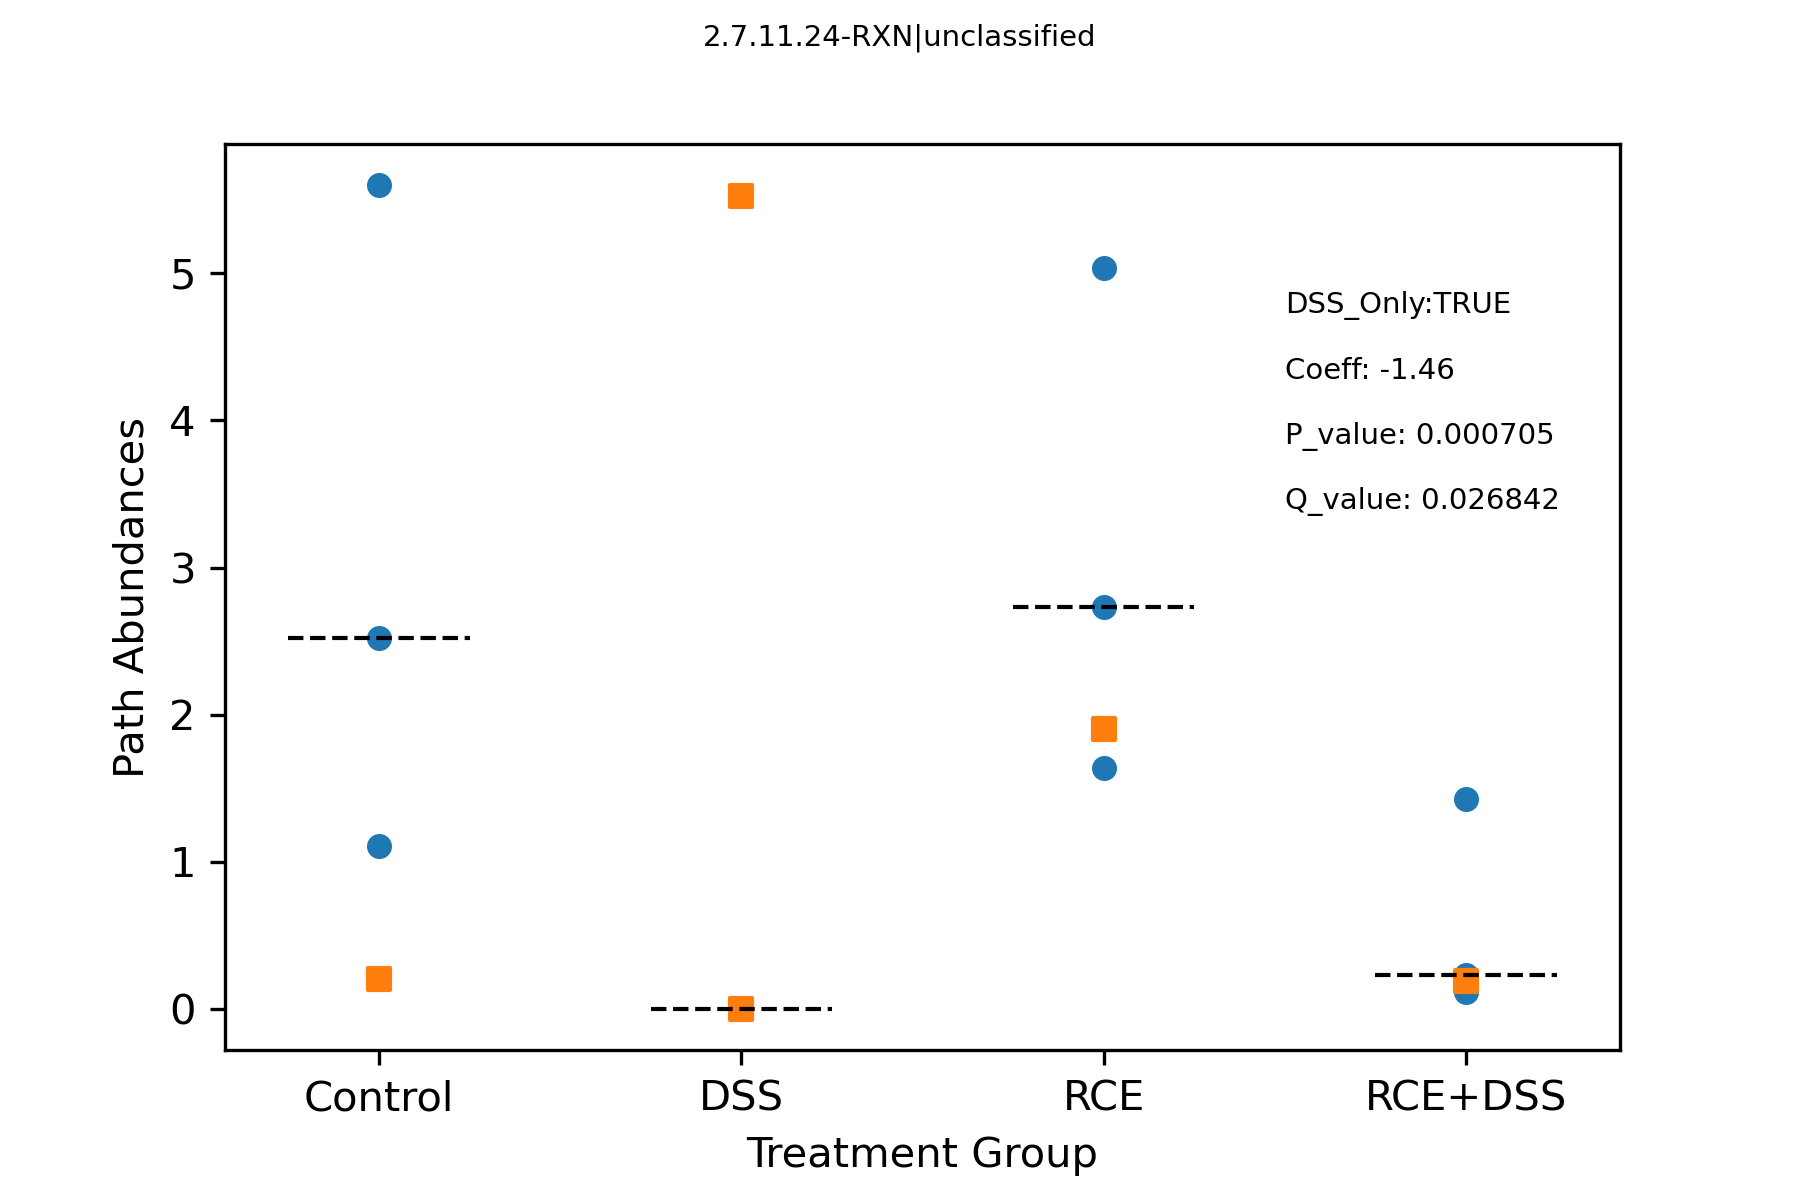 2.7.11.24-RXN|unclassified
Path Abundances
5
4
3
2
1
0
DSS_Only:TRUE
Coeff: -1.46
P_value: 0.000705
Q_value: 0.026842
Control
DSS
RCE
RCE+DSS
Treatment Group